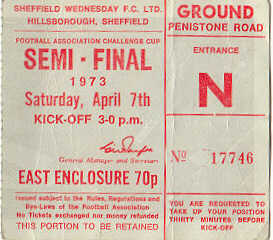 SHEFFIELD WEDNESDAY F.C. LTD.
HILLSBOROUGH, SHEFFIELD
FOOTBALL ASSOCIATION CHALLENGE CUP
SEMI - FINAL
1973
Saturday, April 7th
KICK-OFF 3-0 p.m.
General Manager and Secretary
EAST ENCLOSURE 70p
Issued subject to the Rules, Regulations and
Bye-Laws of the Football Association
No Tickets exchanged nor money refunded
THIS PORTION TO BE RETAINED
GROUND
PENISTONE ROAD
ENTRANCE
N
No 17746
YOU ARE REQUESTED TO
TAKE UP YOUR POSITION
THIRTY MINUTES BEFORE
KICK-OFF